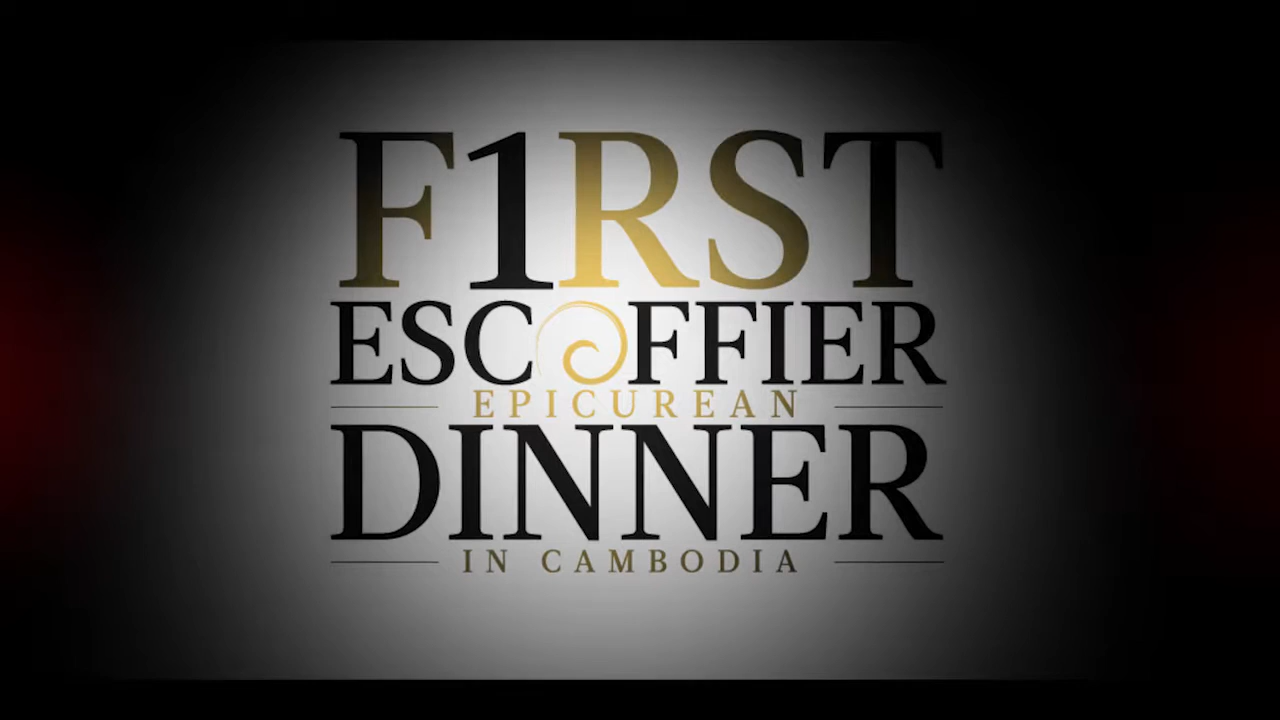 F1RST
ESCOFFIER
EPICUREAN
DINNER
IN CAMBODIA